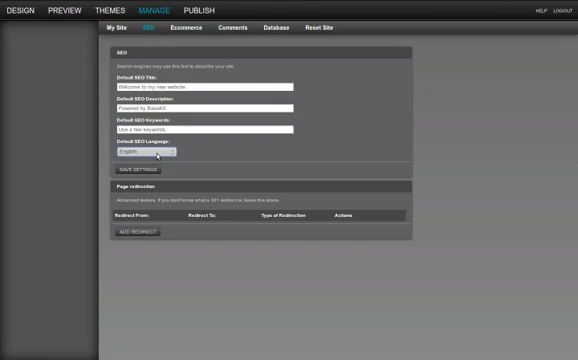 DESIGN PREVIEW THEMES MANAGE PUBLISH HELP LOGOUT
My Site SEO Ecommerce Comments Database Reset Site
SEO
Search engines may use this text to describe your site
Default SEO Title:
Welcome to my new website.
Default SEO Description:
Powered by BaseKit
Default SEO Keywords:
Use a few keywords.
Default SEO Language:
English
SAVE SETTINGS
Page redirection
Advanced feature. If you don't know what a 301 redirect is, leave this alone.
Redirect From: Redirect To: Type of Redirection Actions
ADD REDIRECT